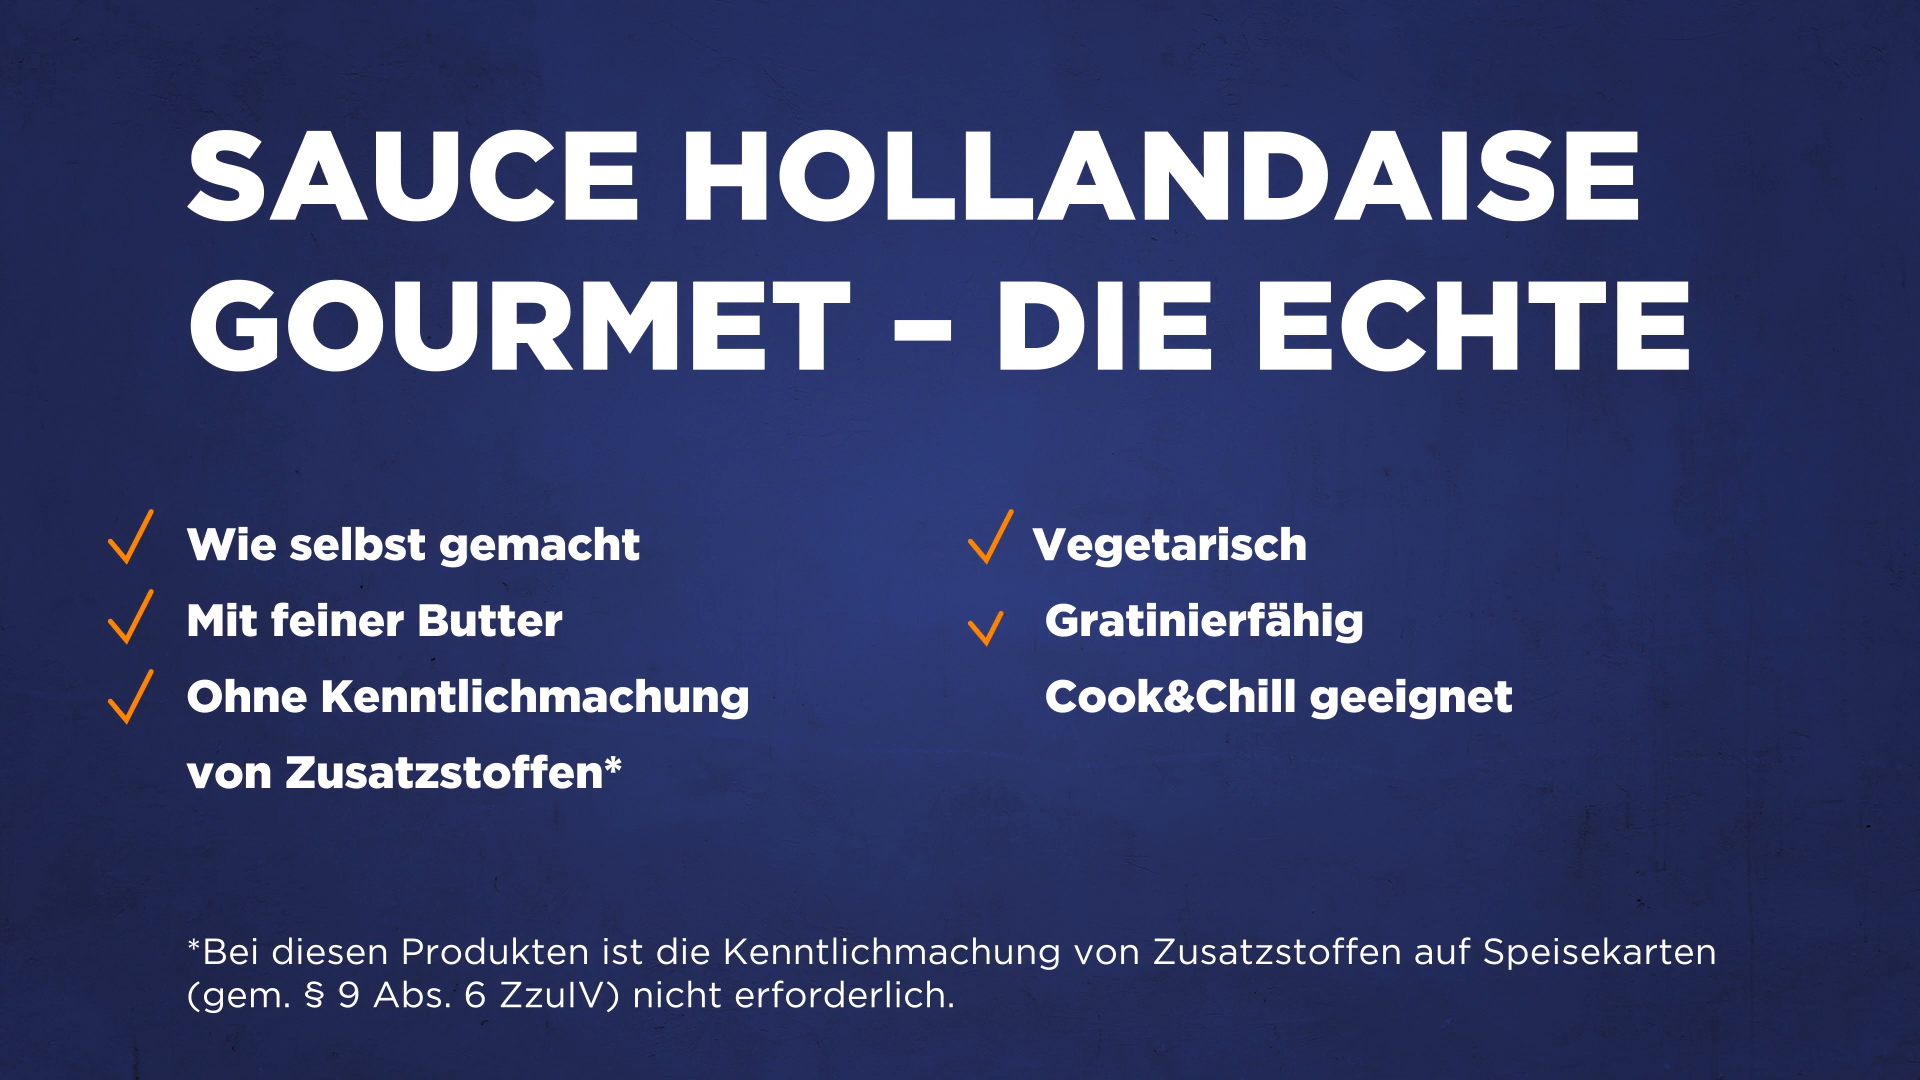 SAUCE HOLLANDAISE
GOURMET – DIE ECHTE
Wie selbst gemacht
Mit feiner Butter
Ohne Kenntlichmachung
von Zusatzstoffen*
Vegetarisch
Gratinierfähig
Cook&Chill geeignet
*Bei diesen Produkten ist die Kenntlichmachung von Zusatzstoffen auf Speisekarten
(gem. § 9 Abs. 6 ZzulV) nicht erforderlich.